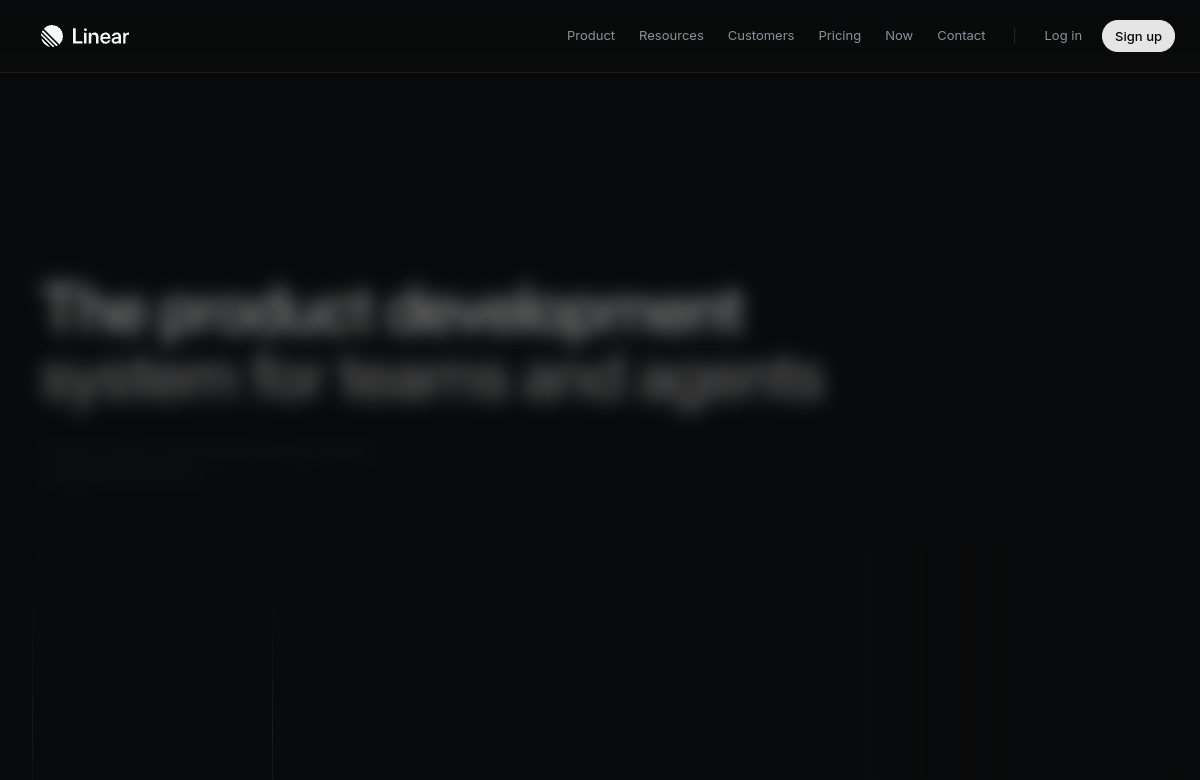 Linear
Product Resources Customers Pricing Now Contact Log in Sign up
The product development
system for teams and agents